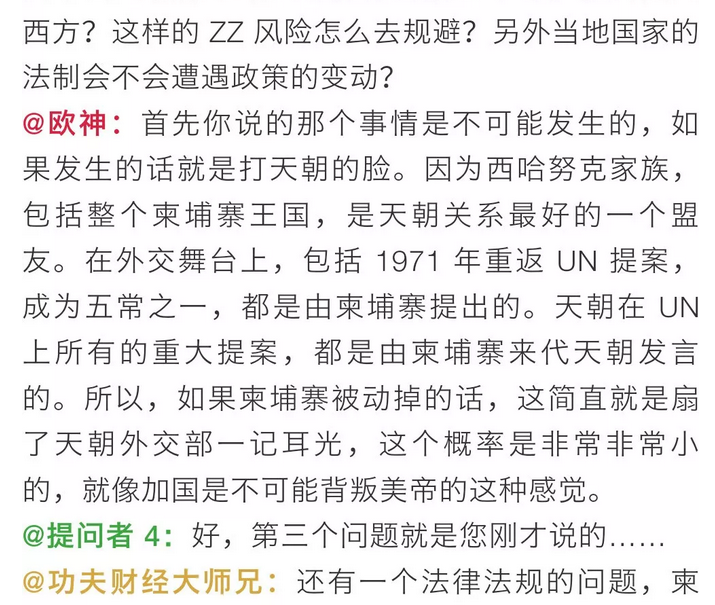 西方？这样的 ZZ 风险怎么去规避？另外当地国家的
法制会不会遭遇政策的变动？
@欧神：首先你说的那个事情是不可能发生的，如
果发生的话就是打天朝的脸。因为西哈努克家族，
包括整个柬埔寨王国，是天朝关系最好的一个盟
友。在外交舞台上，包括 1971 年重返 UN 提案，
成为五常之一，都是由柬埔寨提出的。天朝在 UN
上所有的重大提案，都是由柬埔寨来代天朝发言
的。所以，如果柬埔寨被动掉的话，这简直就是扇
了天朝外交部一记耳光，这个概率是非常非常小
的，就像加国是不可能背叛美帝的这种感觉。
@提问者 4：好，第三个问题就是您刚才说的……
@功夫财经大师兄：还有一个法律法规的问题，柬